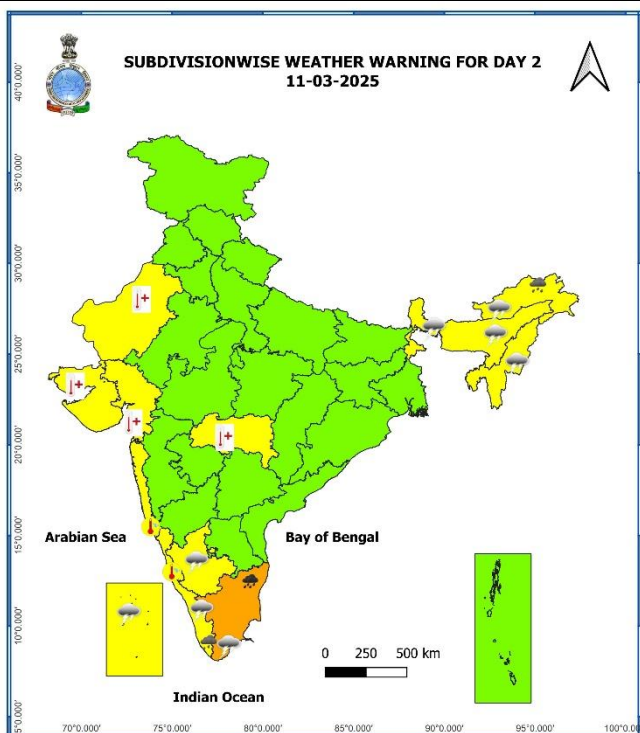 SUBDIVISIONWISE WEATHER WARNING FOR DAY 2
11-03-2025
40°0.000'
35°0.000'
30°0.000'
25°0.000'
20°0.000'
15°0.000'
10°0.000'
5°0.000'
Arabian Sea
Bay of Bengal
0 250 500 km
Indian Ocean
70°0.000' 75°0.000' 80°0.000' 85°0.000' 90°0.000' 95°0.000' 100°0.00